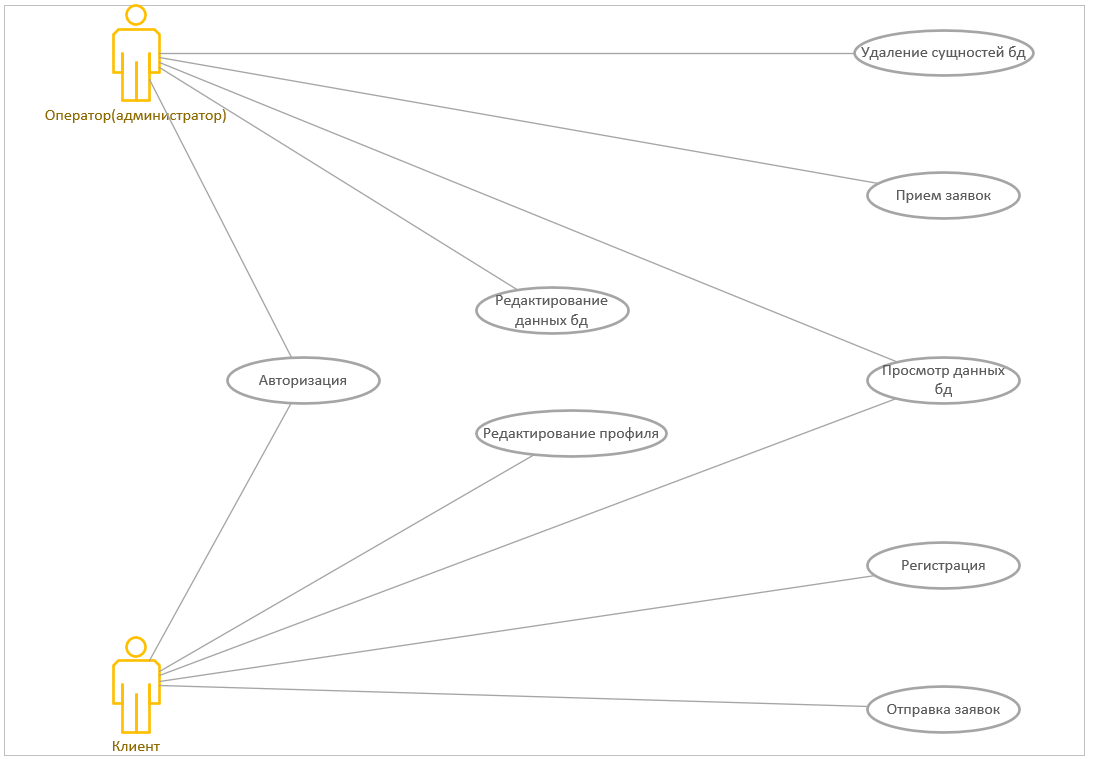 Удаление сущностей бд
Оператор(администратор)
Прием заявок
Редактирование
данных бд
Авторизация
Просмотр данных
бд
Редактирование профиля
Регистрация
Отправка заявок
Клиент